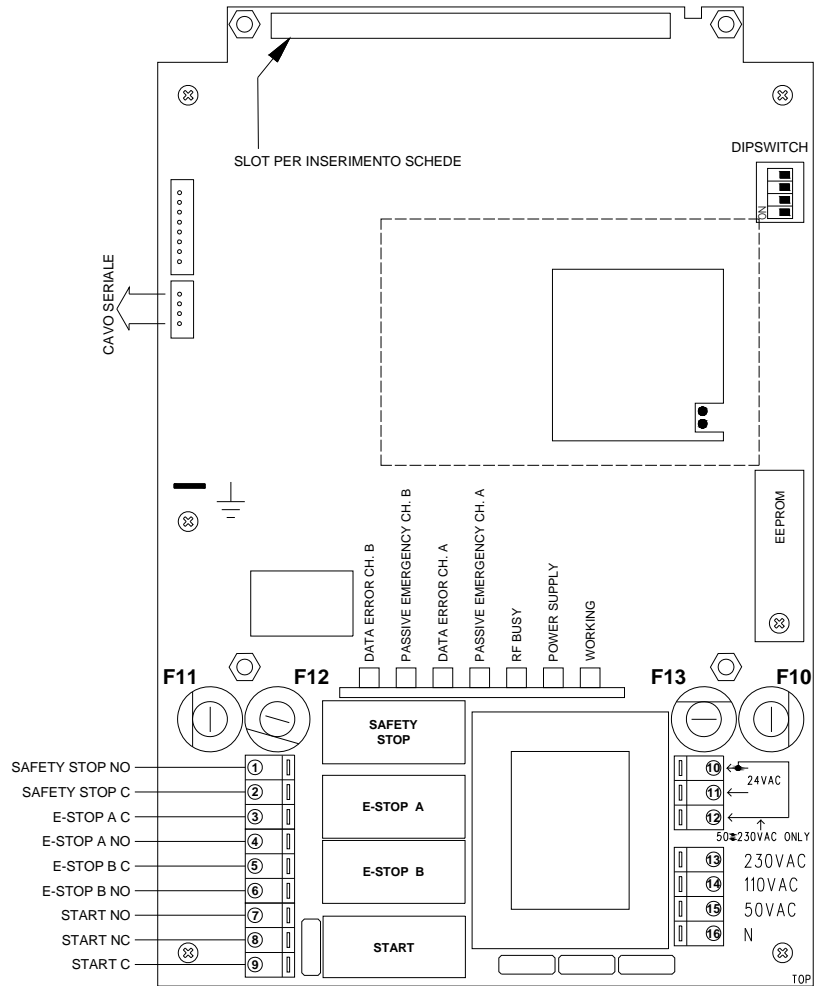 SLOT PER INSERIMENTO SCHEDE
DIPSWITCH
ON
CAVO SERIALE
EEPROM
DATA ERROR CH. B
PASSIVE EMERGENCY CH. B
DATA ERROR CH. A
PASSIVE EMERGENCY CH. A
RF BUSY
POWER SUPPLY
WORKING
F11
F12
F13
F10
SAFETY
STOP
E-STOP A
E-STOP B
START
SAFETY STOP NO 1
SAFETY STOP C 2
E-STOP A C 3
E-STOP A NO 4
E-STOP B C 5
E-STOP B NO 6
START NO 7
START NC 8
START C 9
10
24VAC
11
12
230VAC ONLY
13 230VAC
14 110VAC
15 50VAC
16 N
TOP